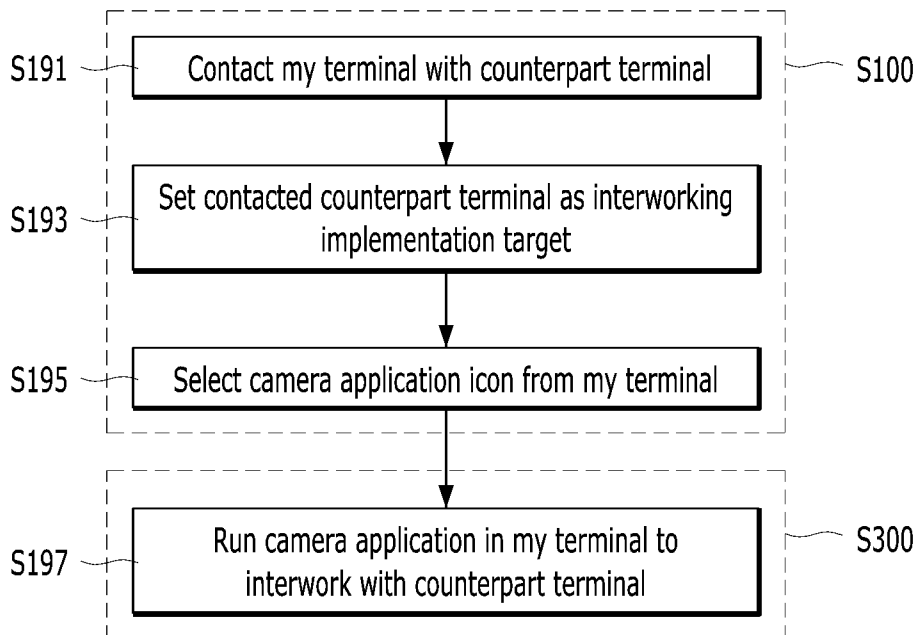 S191
Contact my terminal with counterpart terminal
S100
S193
Set contacted counterpart terminal as interworking
implementation target
S195
Select camera application icon from my terminal
S197
Run camera application in my terminal to
interwork with counterpart terminal
S300